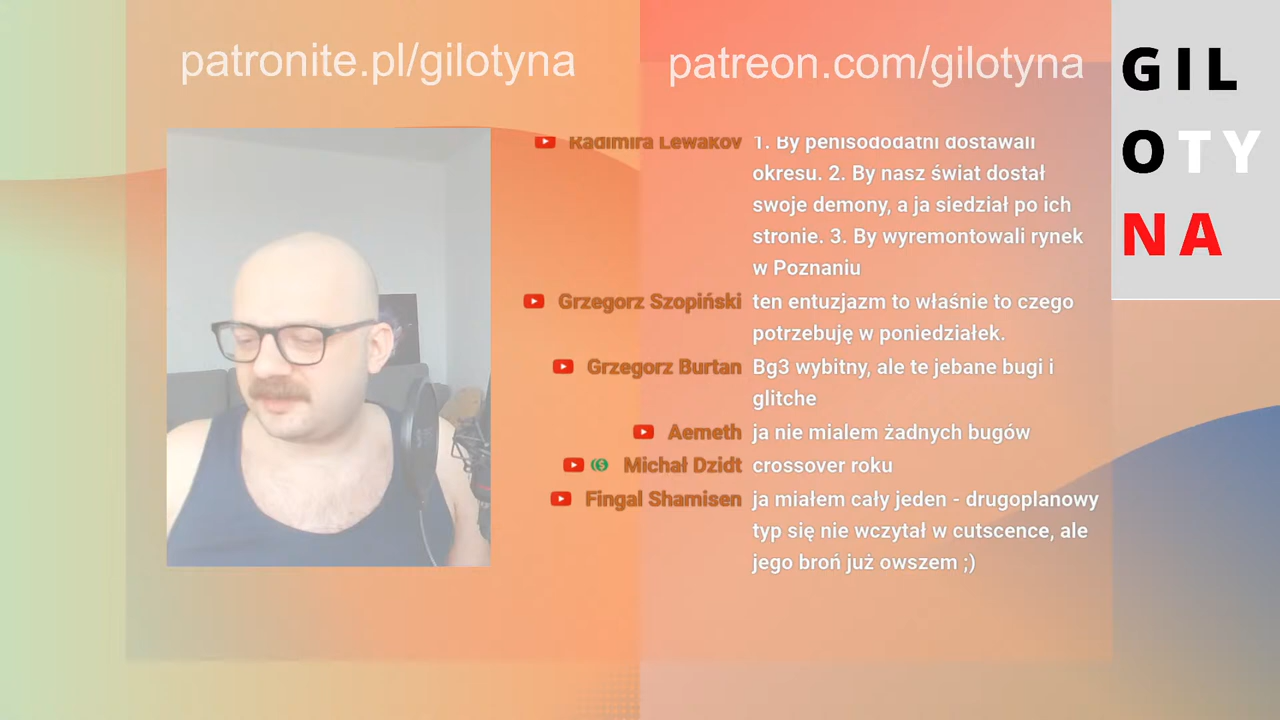 patronite.pl/gilotyna
patreon.com/gilotyna
GIL
OTY
NA
Radimira Lewakov 1. By penisododatni dostawali
okresu. 2. By nasz świat dostał
swoje demony, a ja siedział po ich
stronie. 3. By wyremontowali rynek
w Poznaniu
Grzegorz Szopiński ten entuzjazm to właśnie to czego
potrzebuję w poniedziałek.
Grzegorz Burtan Bg3 wybitny, ale te jebane bugi i
glitche
Aemeth ja nie mialem żadnych bugów
Michał Dzidt crossover roku
Fingal Shamisen ja miałem cały jeden - drugoplanowy
typ się nie wczytał w cutscence, ale
jego broń już owszem ;)